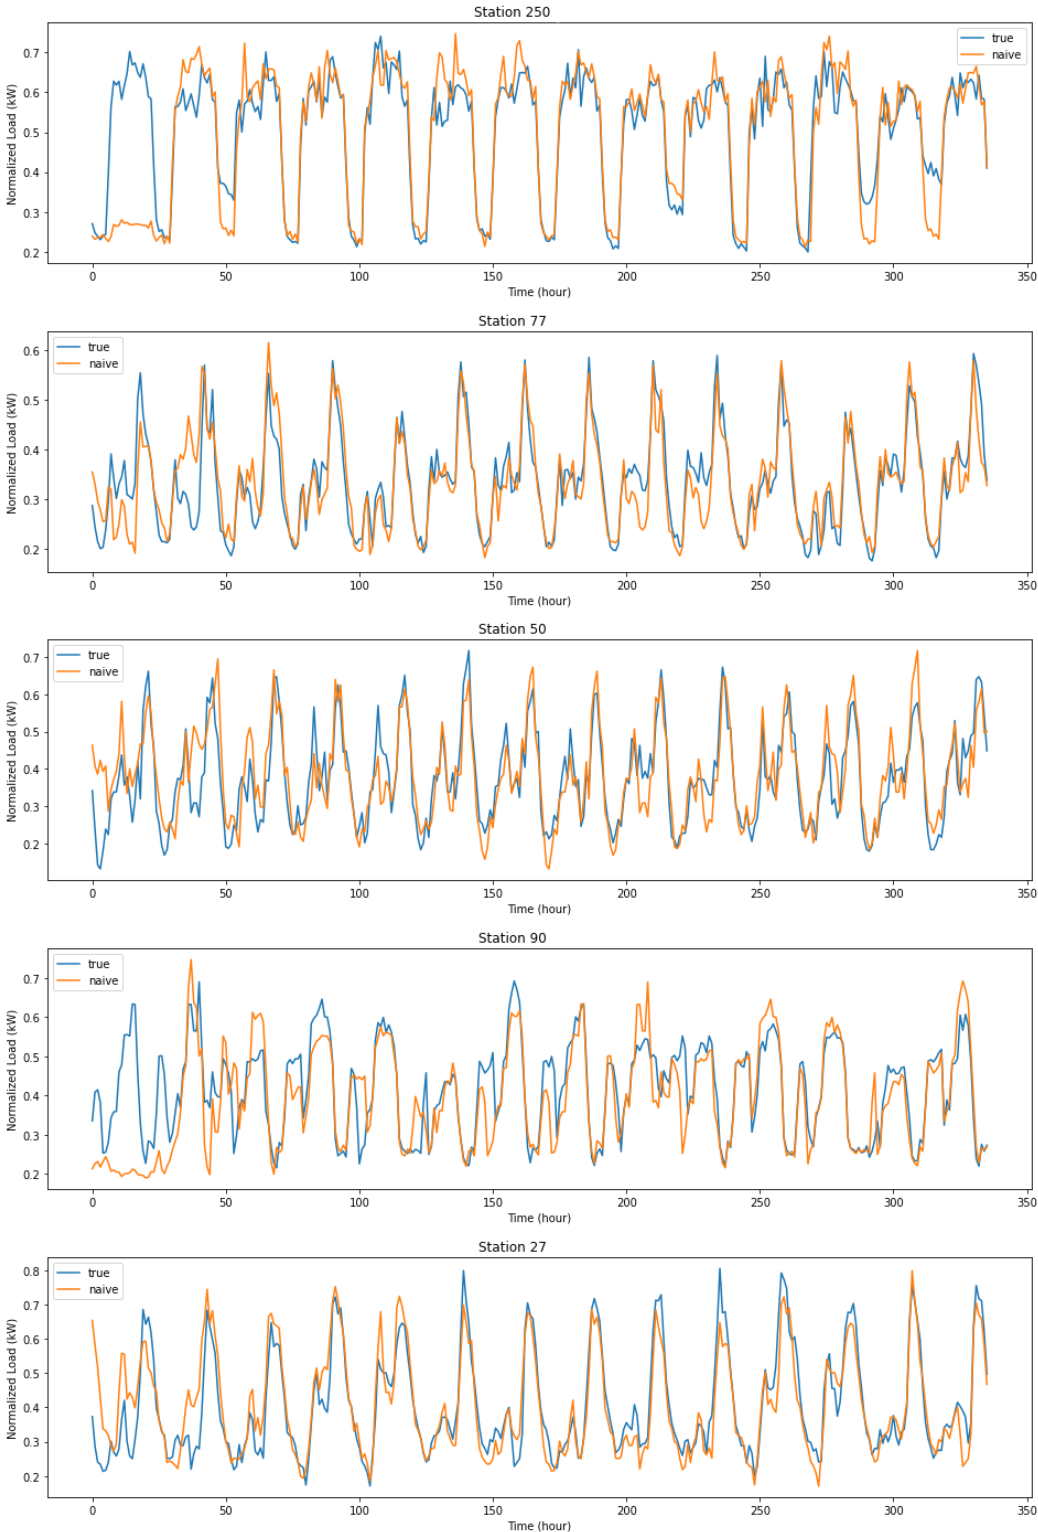 Station 250
Normalized Load (kW)
0.7
0.6
0.5
0.4
0.3
0.2
true
naive
0 50 100 150 200 250 300 350
Time (hour)
Station 77
Normalized Load (kW)
0.6
0.5
0.4
0.3
0.2
true
naive
0 50 100 150 200 250 300 350
Time (hour)
Station 50
Normalized Load (kW)
0.7
0.6
0.5
0.4
0.3
0.2
true
naive
0 50 100 150 200 250 300 350
Time (hour)
Station 90
Normalized Load (kW)
0.7
0.6
0.5
0.4
0.3
0.2
true
naive
0 50 100 150 200 250 300 350
Time (hour)
Station 27
Normalized Load (kW)
0.8
0.7
0.6
0.5
0.4
0.3
0.2
true
naive
0 50 100 150 200 250 300 350
Time (hour)